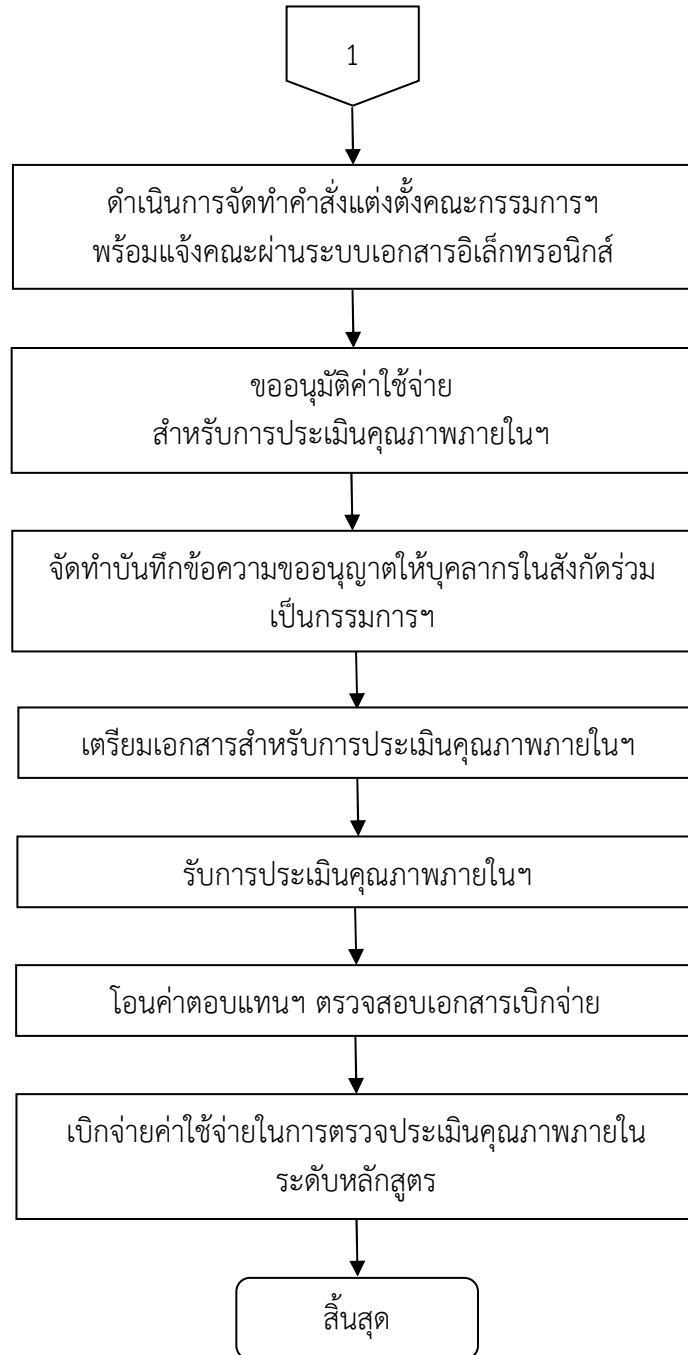 1
ดำเนินการจัดทำคำสั่งแต่งตั้งคณะกรรมการฯ
พร้อมแจ้งคณะผ่านระบบเอกสารอิเล็กทรอนิกส์
ขออนุมัติค่าใช้จ่าย
สำหรับการประเมินคุณภาพภายในฯ
จัดทำบันทึกข้อความขออนุญาตให้บุคลากรในสังกัดร่วม
เป็นกรรมการฯ
เตรียมเอกสารสำหรับการประเมินคุณภาพภายในฯ
รับการประเมินคุณภาพภายในฯ
โอนค่าตอบแทนฯ ตรวจสอบเอกสารเบิกจ่าย
เบิกจ่ายค่าใช้จ่ายในการตรวจประเมินคุณภาพภายใน
ระดับหลักสูตร
สิ้นสุด